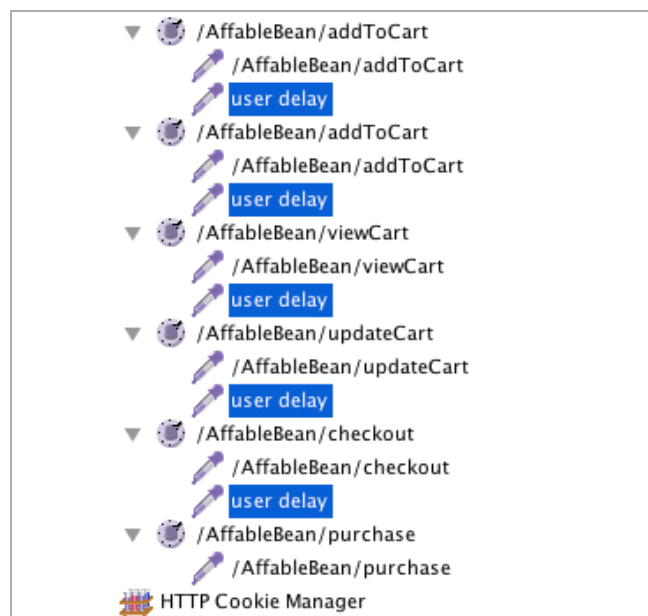 /AffableBean/addToCart
/AffableBean/addToCart
user delay
/AffableBean/addToCart
/AffableBean/addToCart
user delay
/AffableBean/viewCart
/AffableBean/viewCart
user delay
/AffableBean/updateCart
/AffableBean/updateCart
user delay
/AffableBean/checkout
/AffableBean/checkout
user delay
/AffableBean/purchase
/AffableBean/purchase
HTTP Cookie Manager